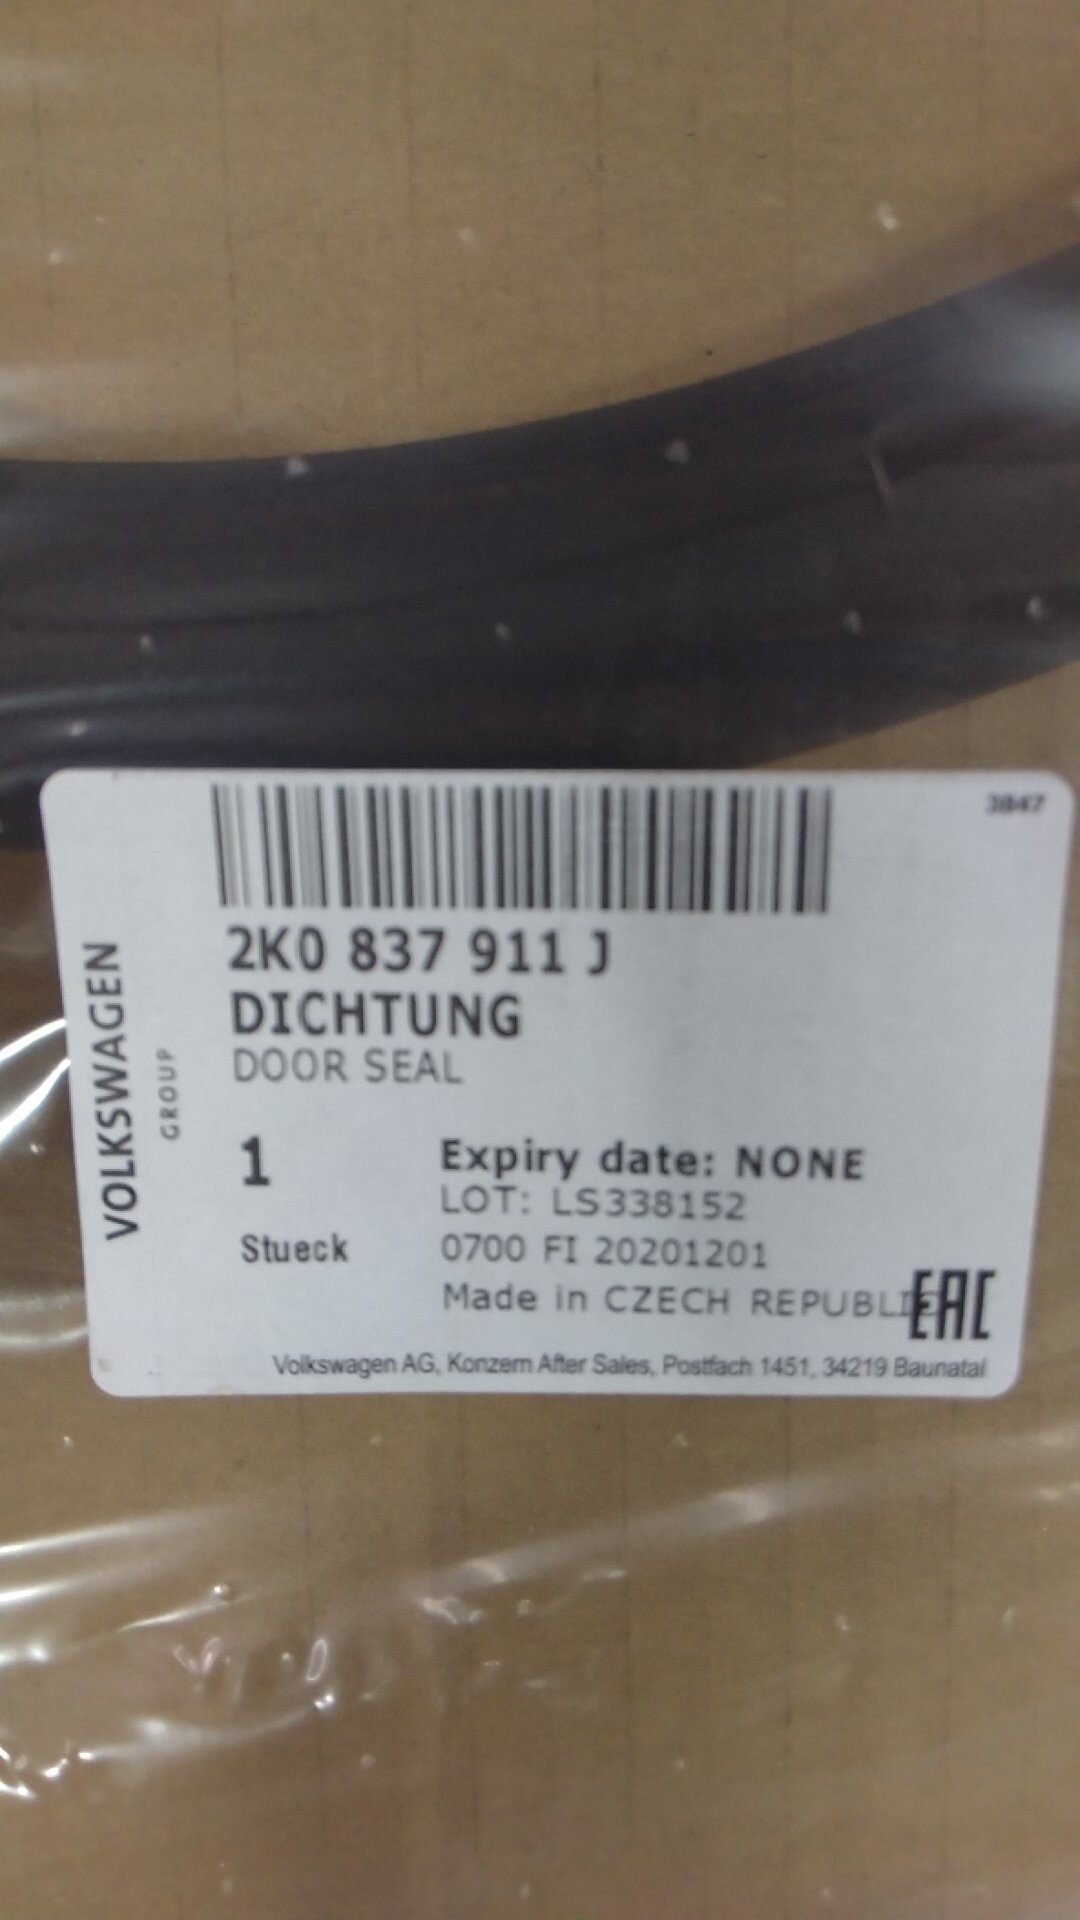 3847
2K0 837 911 J
DICHTUNG
DOOR SEAL
VOLKSWAGEN
GROUP
1
Stueck
Expiry date: NONE
LOT: LS338152
0700 FI 20201201
Made in CZECH REPUBLIC
EAC
Volkswagen AG, Konzern After Sales, Postfach 1451, 34219 Baunatal